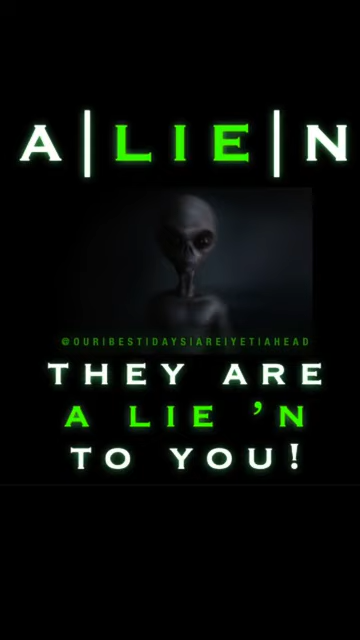 A|LIE|N
@OURIBESTIDAYSIAREIYETIAHEAD
THEY ARE
A LIE 'N
TO YOU!